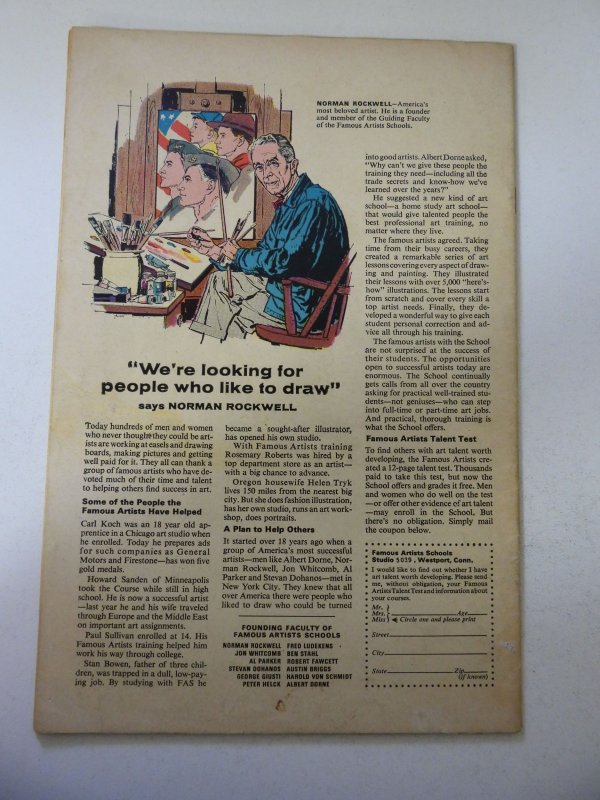 NORMAN ROCKWELL—America's
most beloved artist. He is a founder
and member of the Guiding Faculty
of the Famous Artists Schools.
"We're looking for
people who like to draw"
says NORMAN ROCKWELL
Today hundreds of men and women
who never thought they could be art-
ists are working at easels and drawing
boards, making pictures and getting
well paid for it. They all can thank a
group of famous artists who have de-
voted much of their time and talent
to helping others find success in art.
Some of the People the
Famous Artists Have Helped
Carl Koch was an 18 year old ap-
prentice in a Chicago art studio when
he enrolled. Today he prepares ads
for such companies as General
Motors and Firestone—has won five
gold medals.
Howard Sanden of Minneapolis
took the Course while still in high
school. He is now a successful artist
—last year he and his wife traveled
through Europe and the Middle East
on important art assignments.
Paul Sullivan enrolled at 14. His
Famous Artists training helped him
work his way through college.
Stan Bowen, father of three chil-
dren, was trapped in a dull, low-pay-
ing job. By studying with FAS he
became a sought-after illustrator,
has opened his own studio.
With Famous Artists training
Rosemary Roberts was hired by a
top department store as an artist—
with a big chance to advance.
Oregon housewife Helen Tryk
lives 150 miles from the nearest big
city. But she does fashion illustration,
has her own studio, runs an art work-
shop, does portraits.
A Plan to Help Others
It started over 18 years ago when a
group of America's most successful
artists—men like Albert Dorne, Nor-
man Rockwell, Jon Whitcomb, Al
Parker and Stevan Dohanos—met in
New York City. They knew that all
over America there were people who
liked to draw who could be turned
FOUNDING FACULTY OF
FAMOUS ARTISTS SCHOOLS
NORMAN ROCKWELL FRED LUDEKENS
JON WHITCOMB BEN STAHL
AL PARKER ROBERT FAWCETT
STEVAN DOHANOS AUSTIN BRIGGS
GEORGE GIUSTI HAROLD VON SCHMIDT
PETER HELCK ALBERT DORNE
into good artists. Albert Dorne asked,
"Why can't we give these people the
training they need—including all the
trade secrets and know-how we've
learned over the years?"
He suggested a new kind of art
school—a home study art school—
that would give talented people the
best professional art training, no
matter where they live.
The famous artists agreed. Taking
time from their busy careers, they
created a remarkable series of art
lessons covering every aspect of draw-
ing and painting. They illustrated
their lessons with over 5,000 "here's-
how" illustrations. The lessons start
from scratch and cover every skill a
top artist needs. Finally, they de-
veloped a wonderful way to give each
student personal correction and ad-
vice all through his training.
The famous artists with the School
are not surprised at the success of
their students. The opportunities
open to successful artists today are
enormous. The School continually
gets calls from all over the country
asking for practical well-trained stu-
dents—not geniuses—who can step
into full-time or part-time art jobs.
And practical, thorough training is
what the School offers.
Famous Artists Talent Test
To find others with art talent worth
developing, the Famous Artists cre-
ated a 12-page talent test. Thousands
paid to take this test, but now the
School offers and grades it free. Men
and women who do well on the test
—or offer other evidence of art talent
—may enroll in the School. But
there's no obligation. Simply mail
the coupon below.
Famous Artists Schools
Studio 5079, Westport, Conn.
I would like to find out whether I have
art talent worth developing. Please send
me, without obligation, your Famous
Artists Talent Test and information about
your courses.
Mr.
Mrs. Age
Miss Circle one and please print
Street
City
State Zip
(if known)